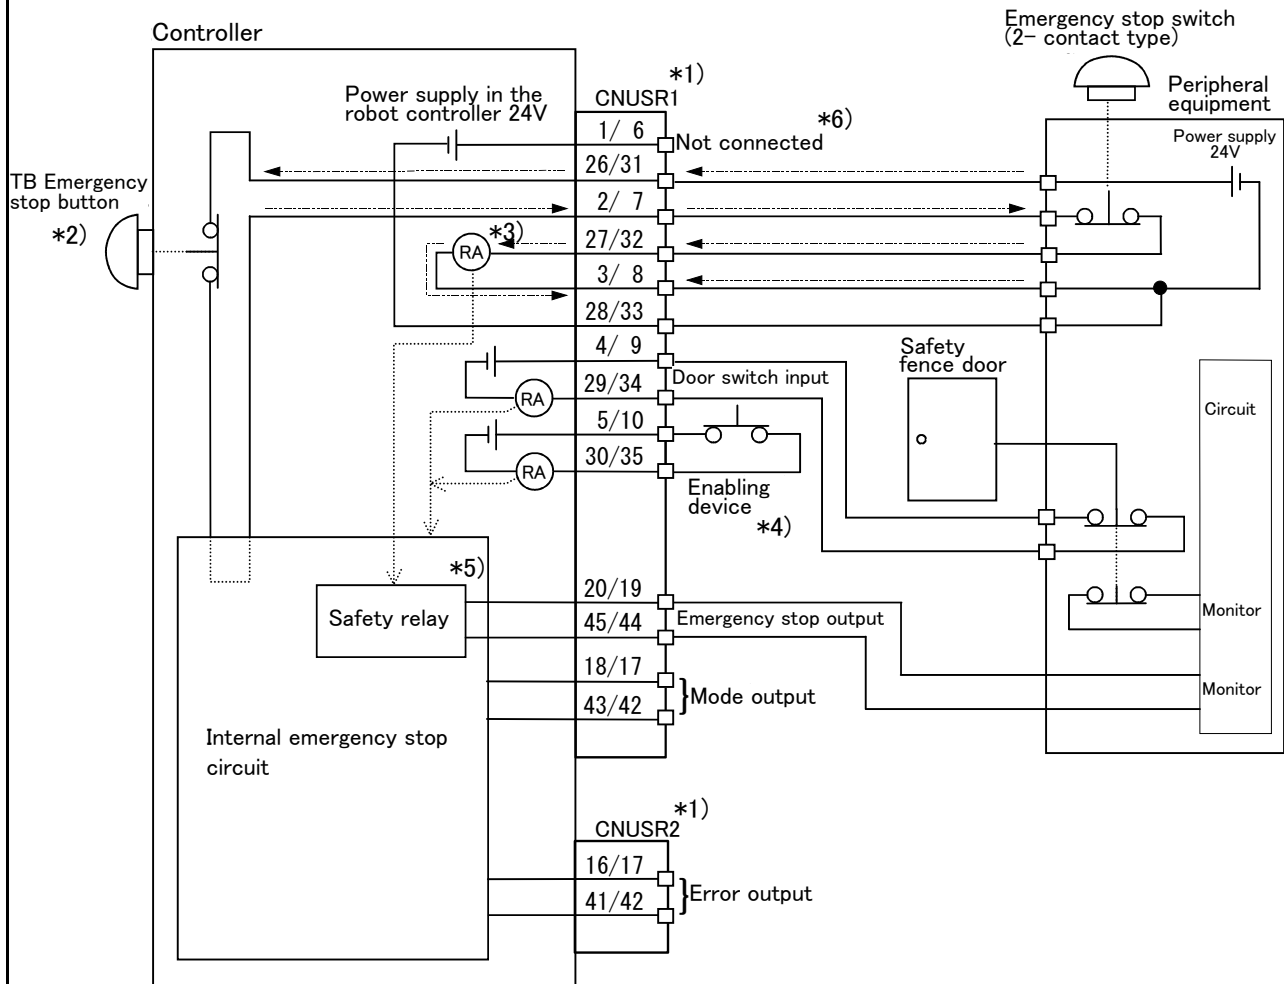 Emergency stop switch
(2- contact type)
Controller
*1)
CNUSR1
Peripheral
equipment
Power supply in the
robot controller 24V
*6)
1/ 6
Not connected
Power supply
24V
26/31
TB Emergency
stop button
*2)
2/ 7
*3)
27/32
RA
3/ 8
28/33
4/ 9
Safety
fence door
Door switch input
29/34
RA
Circuit
5/10
30/35
RA
Enabling
device
*4)
*5)
20/19
Safety relay
Emergency stop output
45/44
Monitor
18/17
Mode output
43/42
Monitor
Internal emergency stop
circuit
*1)
CNUSR2
16/17
Error output
41/42